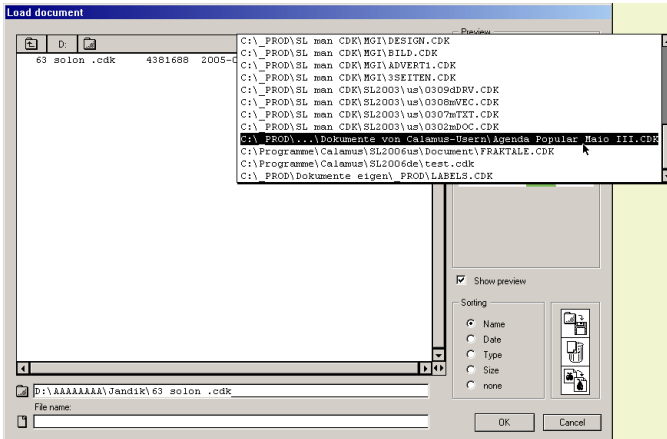 Load document
Preview
D:
63 solon .cdk 4381688 2005-0
C:\_PROD\SL man CDK\MGI\DESIGN.CDK
C:\_PROD\SL man CDK\MGI\BILD.CDK
C:\_PROD\SL man CDK\MGI\ADVERT1.CDK
C:\_PROD\SL man CDK\MGI\3SEITEN.CDK
C:\_PROD\SL man CDK\SL2003\us\0309dDRV.CDK
C:\_PROD\SL man CDK\SL2003\us\0308mVEC.CDK
C:\_PROD\SL man CDK\SL2003\us\0307mTXT.CDK
C:\_PROD\SL man CDK\SL2003\us\0302mDOC.CDK
C:\_PROD\...\Dokumente von Calamus-Usern\Agenda Popular_Maio III.CDK
C:\Programme\Calamus\SL2006us\Document\FRAKTALE.CDK
C:\Programme\Calamus\SL2006de\test.cdk
C:\_PROD\Dokumente eigen\_PROD\LABELS.CDK
Show preview
Sorting
Name
Date
Type
Size
none
D:\AAAAAAAA\Jandik\63 solon .cdk
File name:
OK Cancel